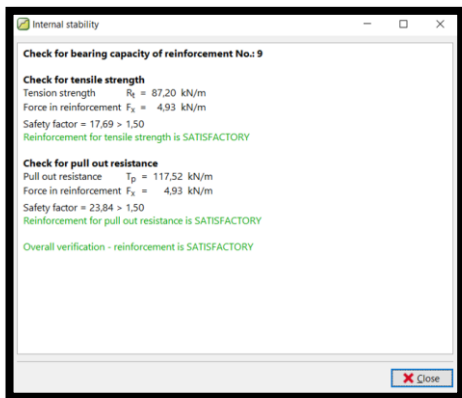 Internal stability
Check for bearing capacity of reinforcement No.: 9
Check for tensile strength
Tension strength Rt = 87,20 kN/m
Force in reinforcement Fx = 4,93 kN/m
Safety factor = 17,69 > 1,50
Reinforcement for tensile strength is SATISFACTORY
Check for pull out resistance
Pull out resistance Tp = 117,52 kN/m
Force in reinforcement Fx = 4,93 kN/m
Safety factor = 23,84 > 1,50
Reinforcement for pull out resistance is SATISFACTORY
Overall verification - reinforcement is SATISFACTORY
Close